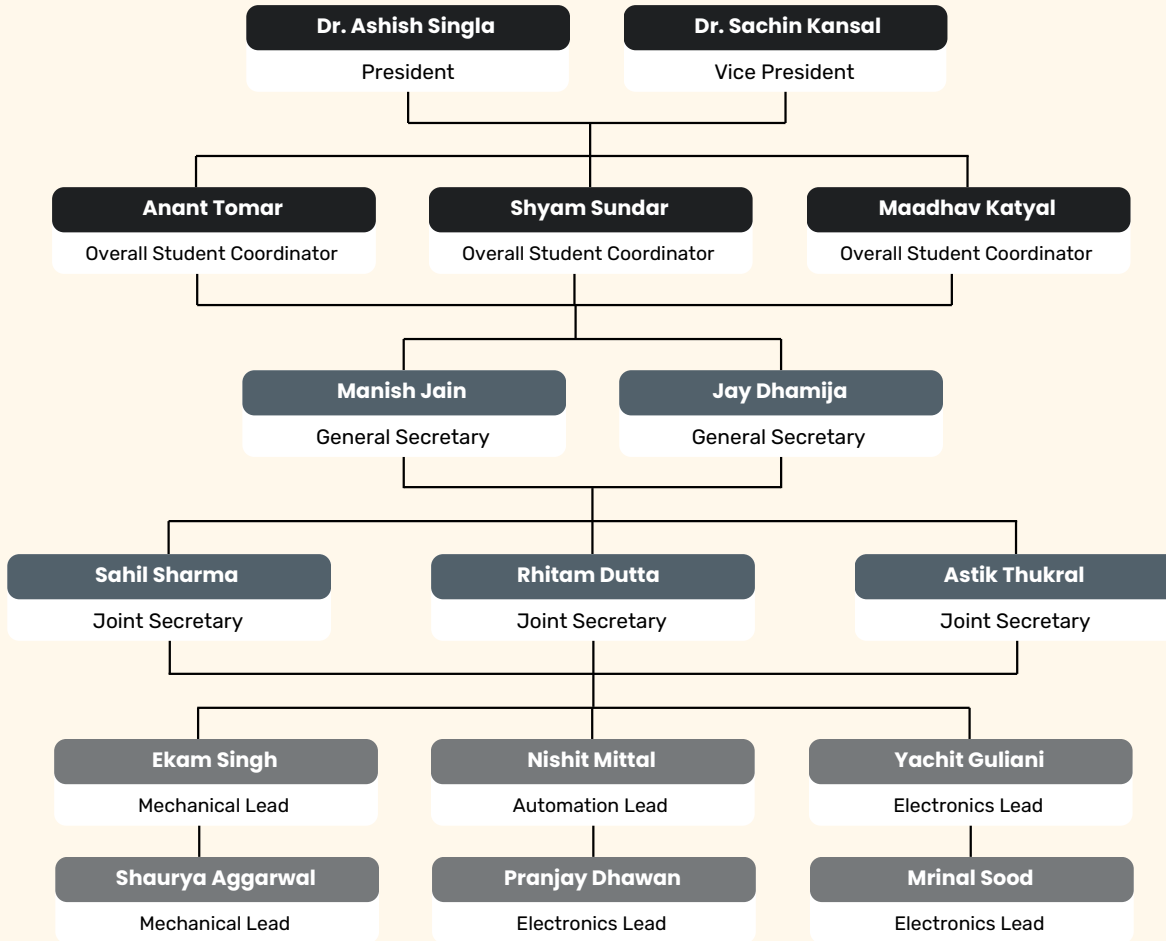 Dr. Ashish Singla
President
Dr. Sachin Kansal
Vice President
Anant Tomar
Overall Student Coordinator
Shyam Sundar
Overall Student Coordinator
Maadhav Katyal
Overall Student Coordinator
Manish Jain
General Secretary
Jay Dhamija
General Secretary
Sahil Sharma
Joint Secretary
Rhitam Dutta
Joint Secretary
Astik Thukral
Joint Secretary
Ekam Singh
Mechanical Lead
Nishit Mittal
Automation Lead
Yachit Guliani
Electronics Lead
Shaurya Aggarwal
Mechanical Lead
Pranjay Dhawan
Electronics Lead
Mrinal Sood
Electronics Lead